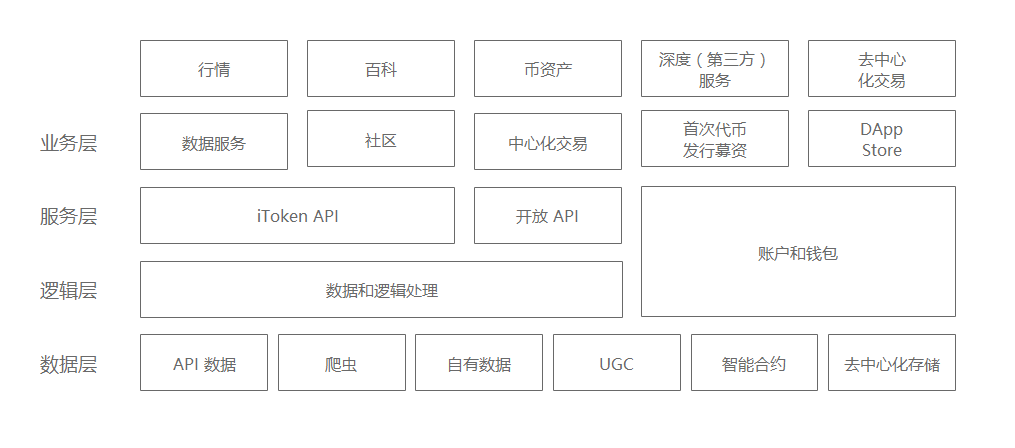 行情
百科
币资产
深度（第三方）
服务
去中心
化交易
业务层
数据服务
社区
中心化交易
首次代币
发行募资
DApp
Store
服务层
iToken API
开放 API
账户和钱包
逻辑层
数据和逻辑处理
数据层
API 数据
爬虫
自有数据
UGC
智能合约
去中心化存储